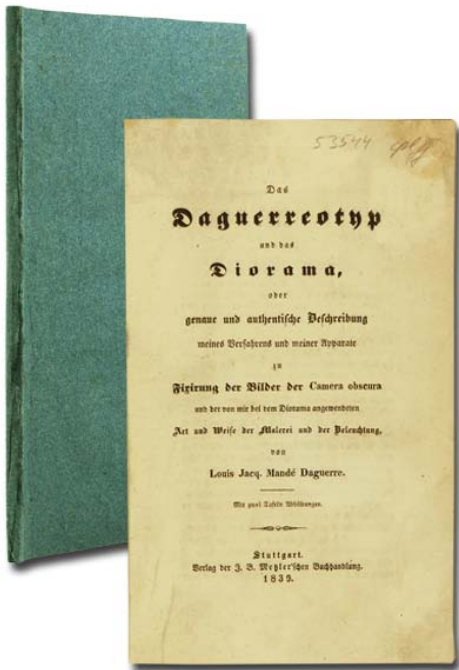 53544
Das
Daguerreotyp
und das
Diorama,
oder
genaue und authentische Beschreibung
meines Verfahrens und meiner Apparate
zu
Fixirung der Bilder der Camera obscura
und der von mir bei dem Diorama angewendeten
Art und Weise der Malerei und der Beleuchtung,
von
Louis Jacq. Mandé Daguerre.
Mit zwei Tafeln Abbildungen.
Stuttgart.
Verlag der J. B. Metzler'schen Buchhandlung.
1839.